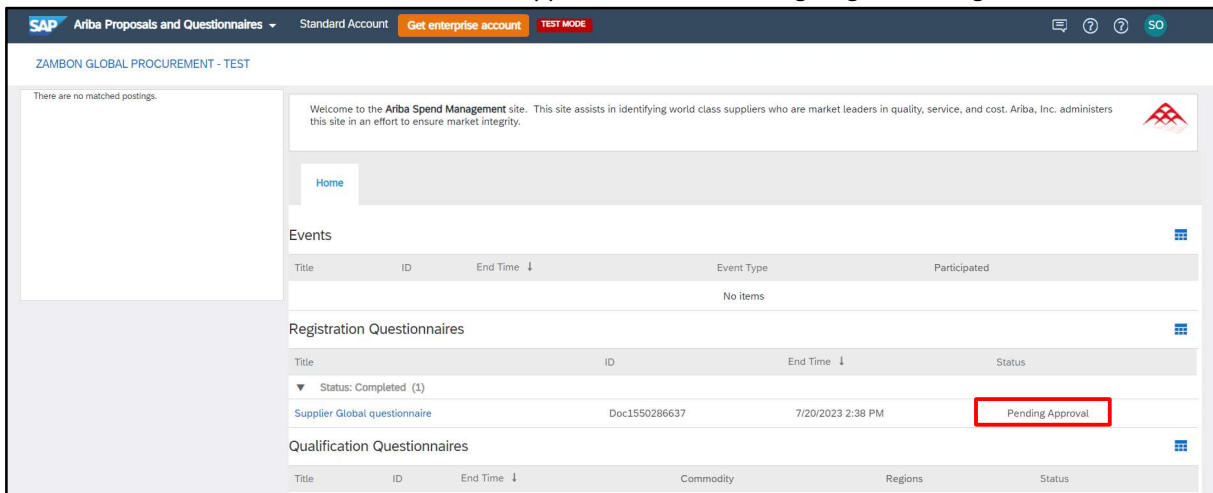 SAP Ariba Proposals and Questionnaires Standard Account Get enterprise account TEST MODE SO
ZAMBON GLOBAL PROCUREMENT - TEST
There are no matched postings.
Welcome to the Ariba Spend Management site. This site assists in identifying world class suppliers who are market leaders in quality, service, and cost. Ariba, Inc. administers
this site in an effort to ensure market integrity.
Home
Events
Title ID End Time ↓ Event Type Participated
No items
Registration Questionnaires
Title ID End Time ↓ Status
▼ Status: Completed (1)
Supplier Global questionnaire Doc1550286637 7/20/2023 2:38 PM Pending Approval
Qualification Questionnaires
Title ID End Time ↓ Commodity Regions Status